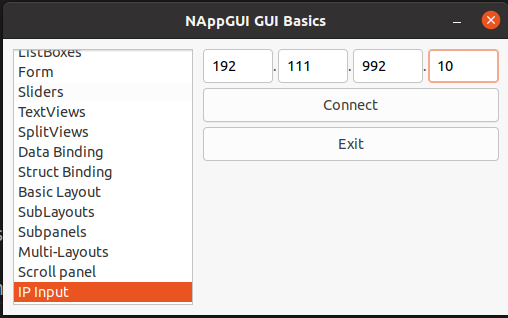 NAppGUI GUI Basics
ListBoxes
Form
Sliders
TextViews
SplitViews
Data Binding
Struct Binding
Basic Layout
SubLayouts
Subpanels
Multi-Layouts
Scroll panel
IP Input
192 . 111 . 992 . 10
Connect
Exit